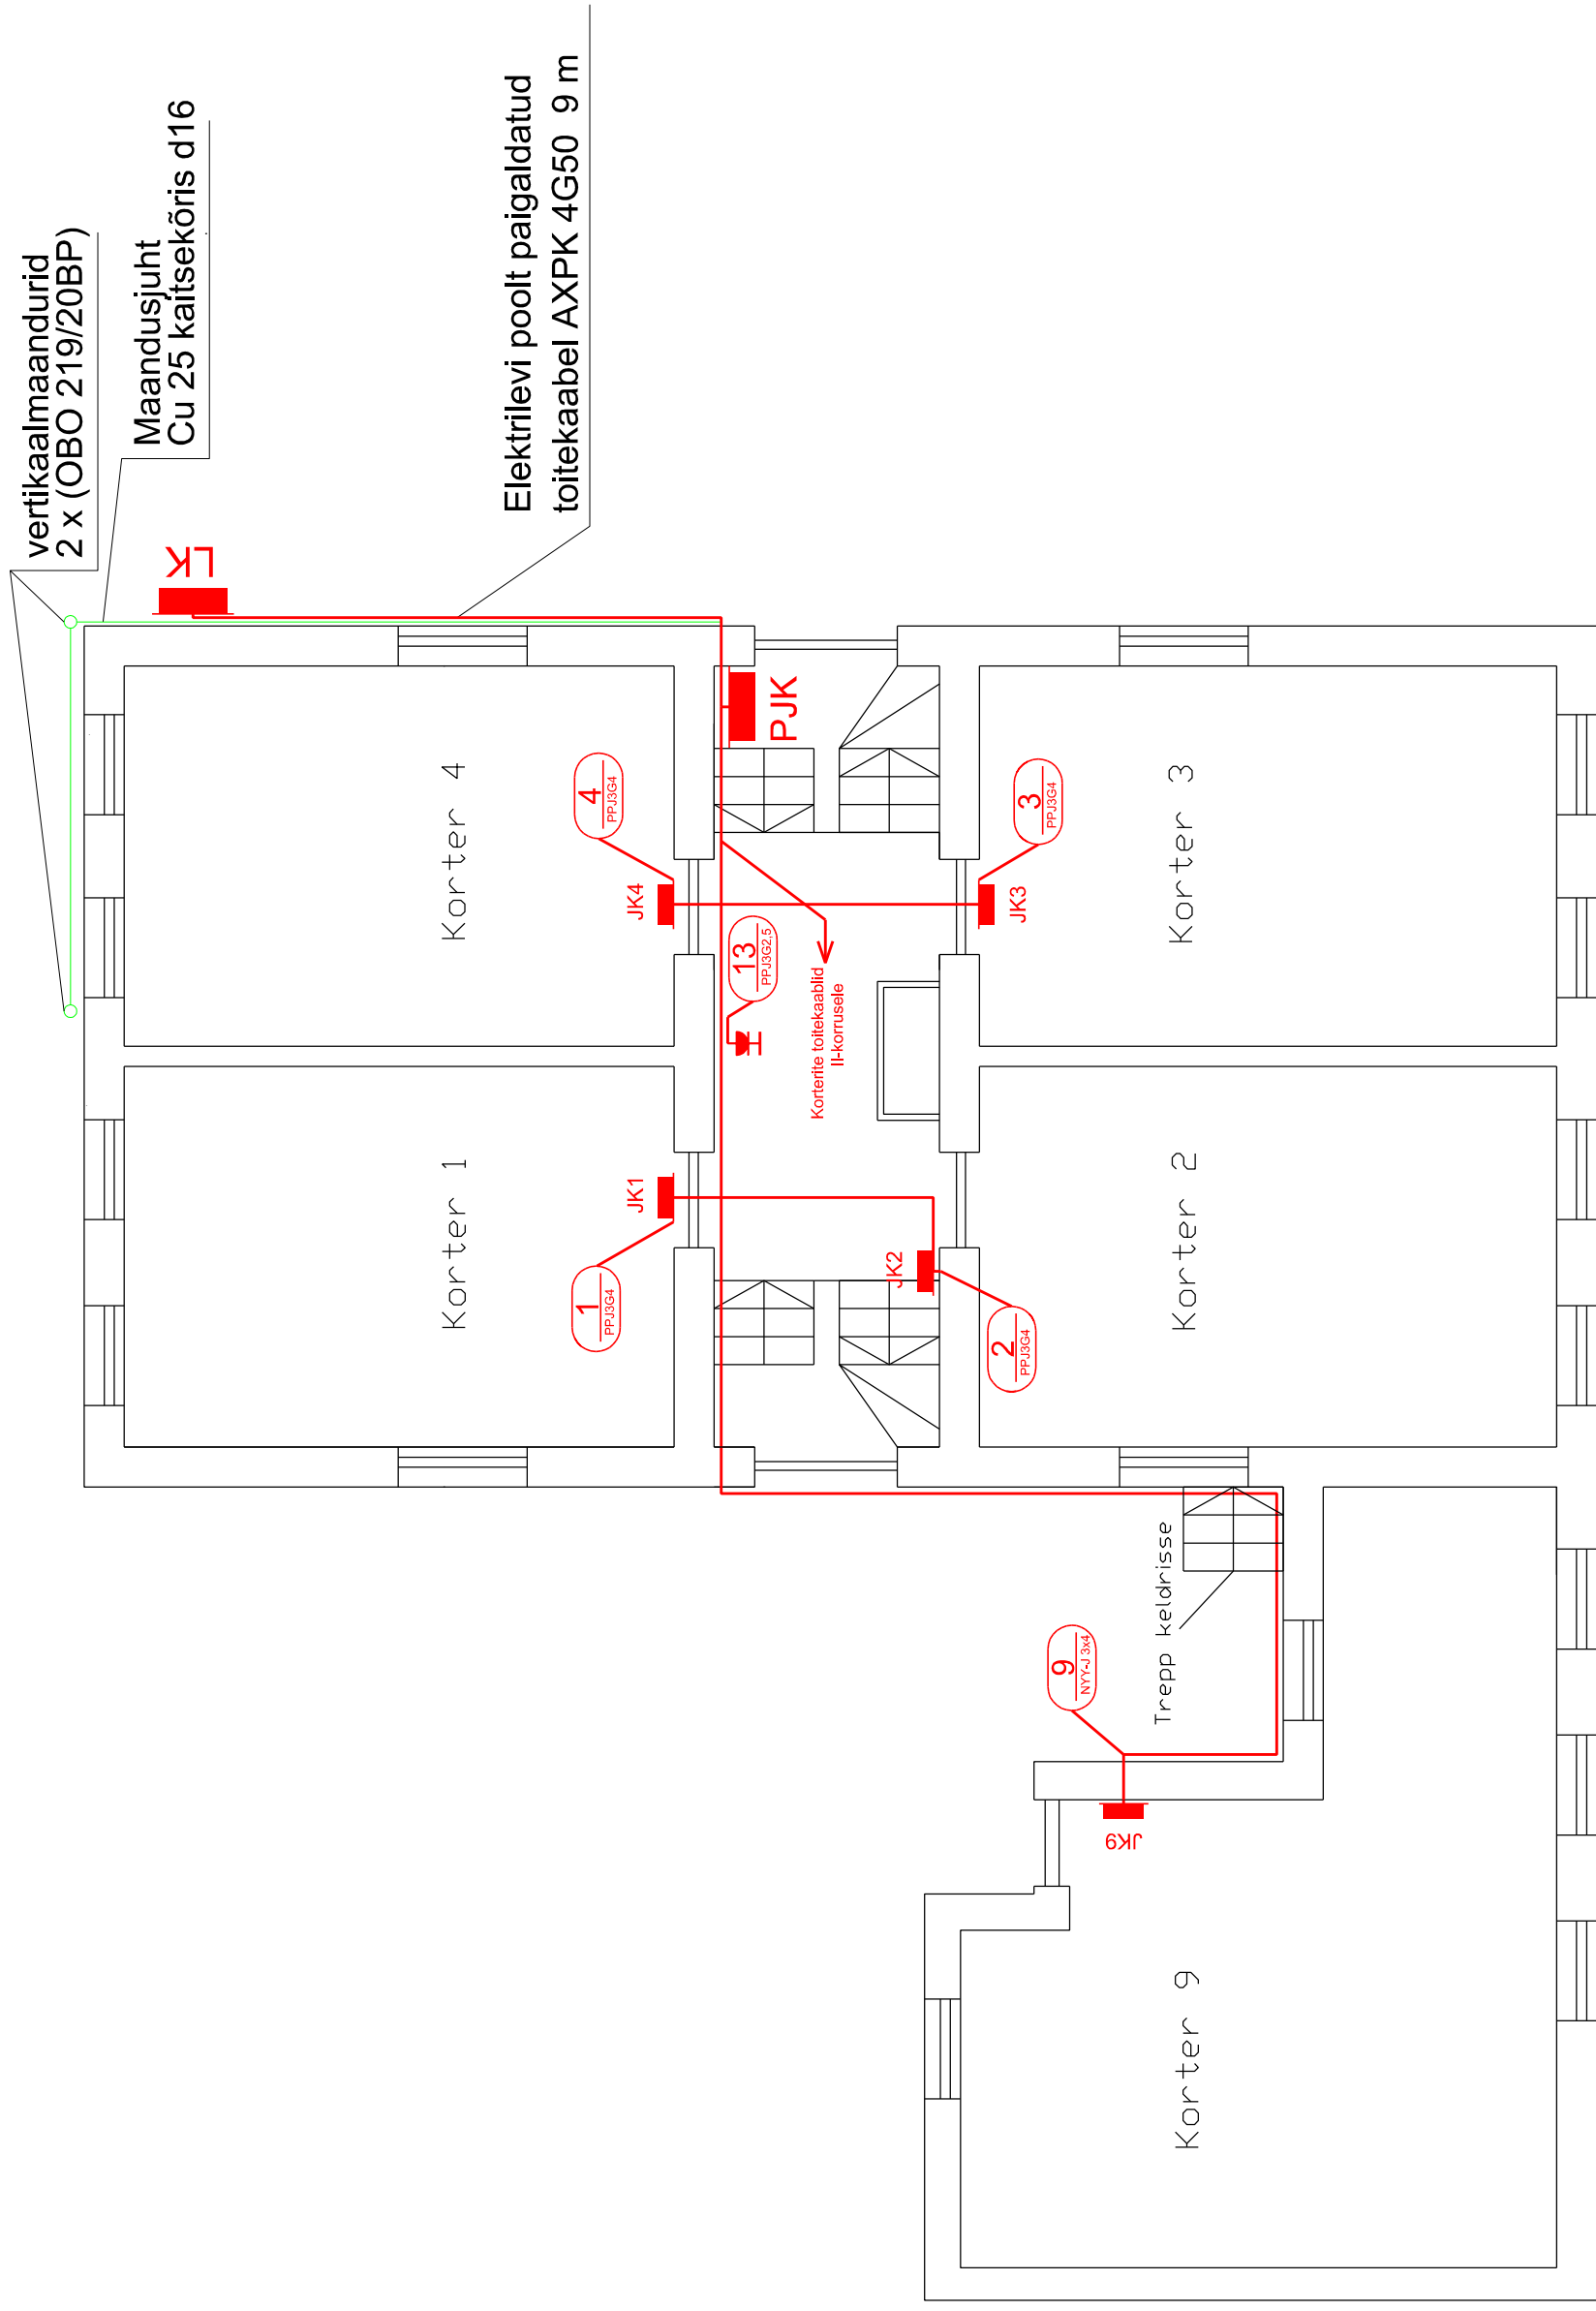 vertikaalmaandurid
2 x (OBO 219/20BP)
Maandusjuht
Cu 25 kaitsekõris d16
Elektrilevi poolt paigaldatud
toitekaabel AXPK 4G50  9 m
LK
PJK
Korter 4
4
PPJ3G4
JK4
3
PPJ3G4
JK3
Korter 3
13
PPJ3G2,5
Korterite toitekaablid
II-korrusele
Korter 1
JK1
1
PPJ3G4
JK2
2
PPJ3G4
Korter 2
Trepp keldrisse
9
NYY-J 3x4
JK9
Korter 9